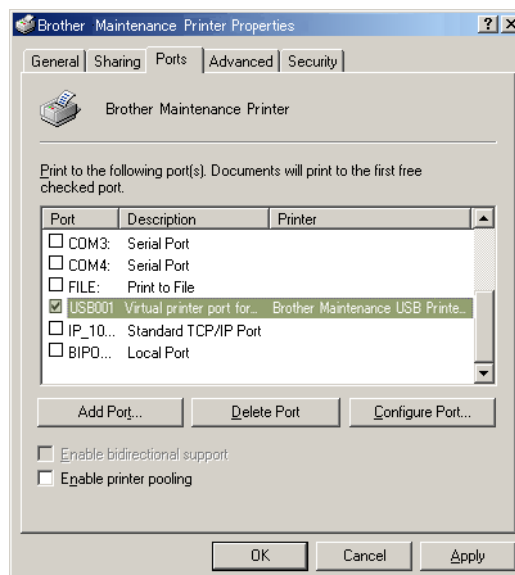 Brother Maintenance Printer Properties
? X
General Sharing Ports Advanced Security
Brother Maintenance Printer
Print to the following port(s). Documents will print to the first free
checked port.
Port Description Printer
COM3: Serial Port
COM4: Serial Port
FILE: Print to File
USB001 Virtual printer port for... Brother Maintenance USB Printe...
IP_10... Standard TCP/IP Port
BIPO... Local Port
Add Port... Delete Port Configure Port...
Enable bidirectional support
Enable printer pooling
OK Cancel Apply